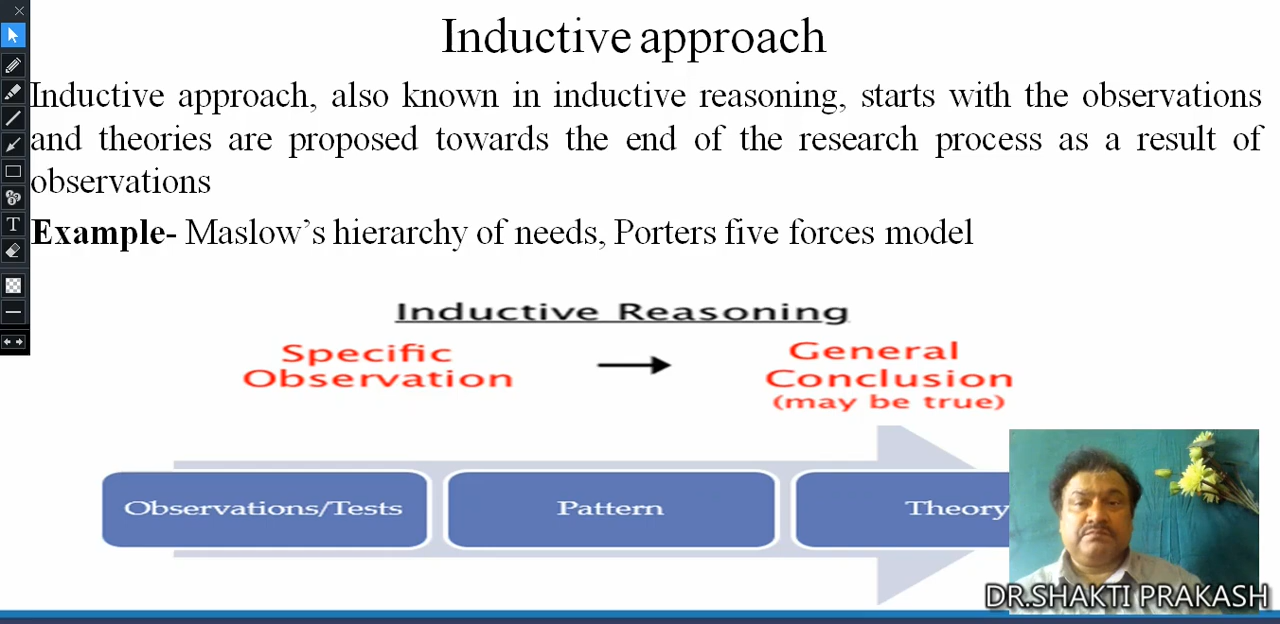 Inductive approach
Inductive approach, also known in inductive reasoning, starts with the observations
and theories are proposed towards the end of the research process as a result of
observations
Example- Maslow’s hierarchy of needs, Porters five forces model
Inductive Reasoning
Specific
Observation
General
Conclusion
(may be true)
Observations/Tests
Pattern
Theory
DR.SHAKTI PRAKASH
T